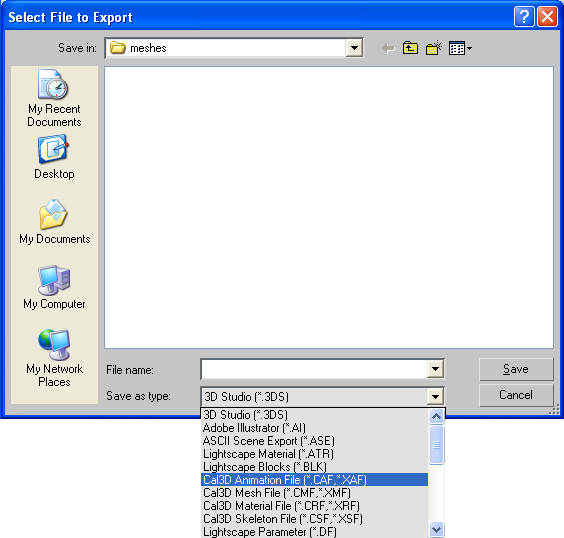 Select File to Export
Save in:
meshes
My Recent
Documents
Desktop
My Documents
My Computer
My Network
Places
File name:
Save
Save as type:
3D Studio (*.3DS)
Cancel
3D Studio (*.3DS)
Adobe Illustrator (*.AI)
ASCII Scene Export (*.ASE)
Lightscape Material (*.ATR)
Lightscape Blocks (*.BLK)
Cal3D Animation File (*.CAF,*.XAF)
Cal3D Mesh File (*.CMF,*.XMF)
Cal3D Material File (*.CRF,*.XRF)
Cal3D Skeleton File (*.CSF,*.XSF)
Lightscape Parameter (*.DF)